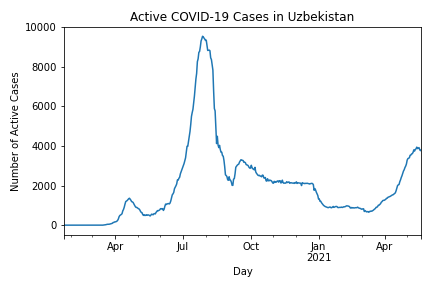 Active COVID-19 Cases in Uzbekistan
10000
8000
6000
4000
2000
0
Number of Active Cases
Apr Jul Oct Jan Apr
2021
Day